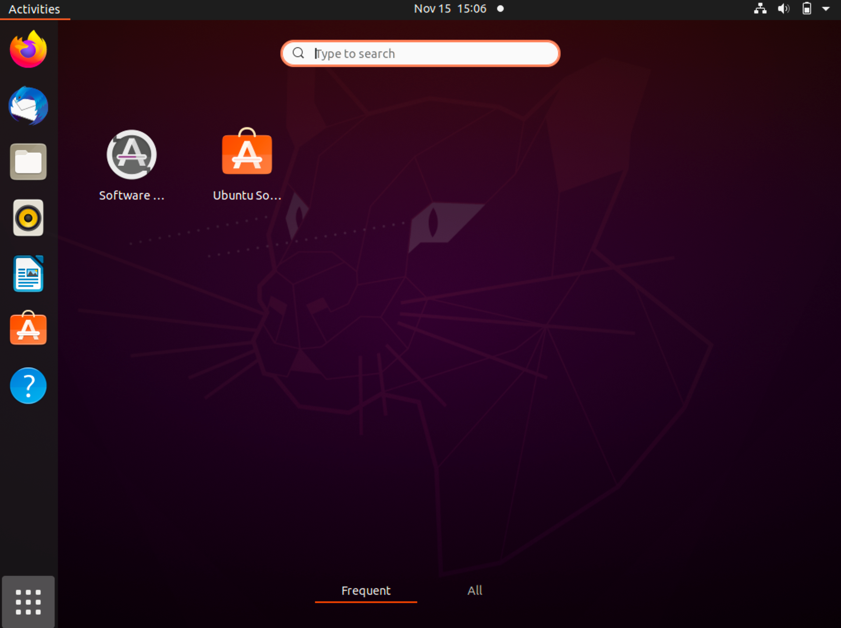 Activities
Nov 15 15:06
Type to search
Software ...
Ubuntu So...
Frequent
All